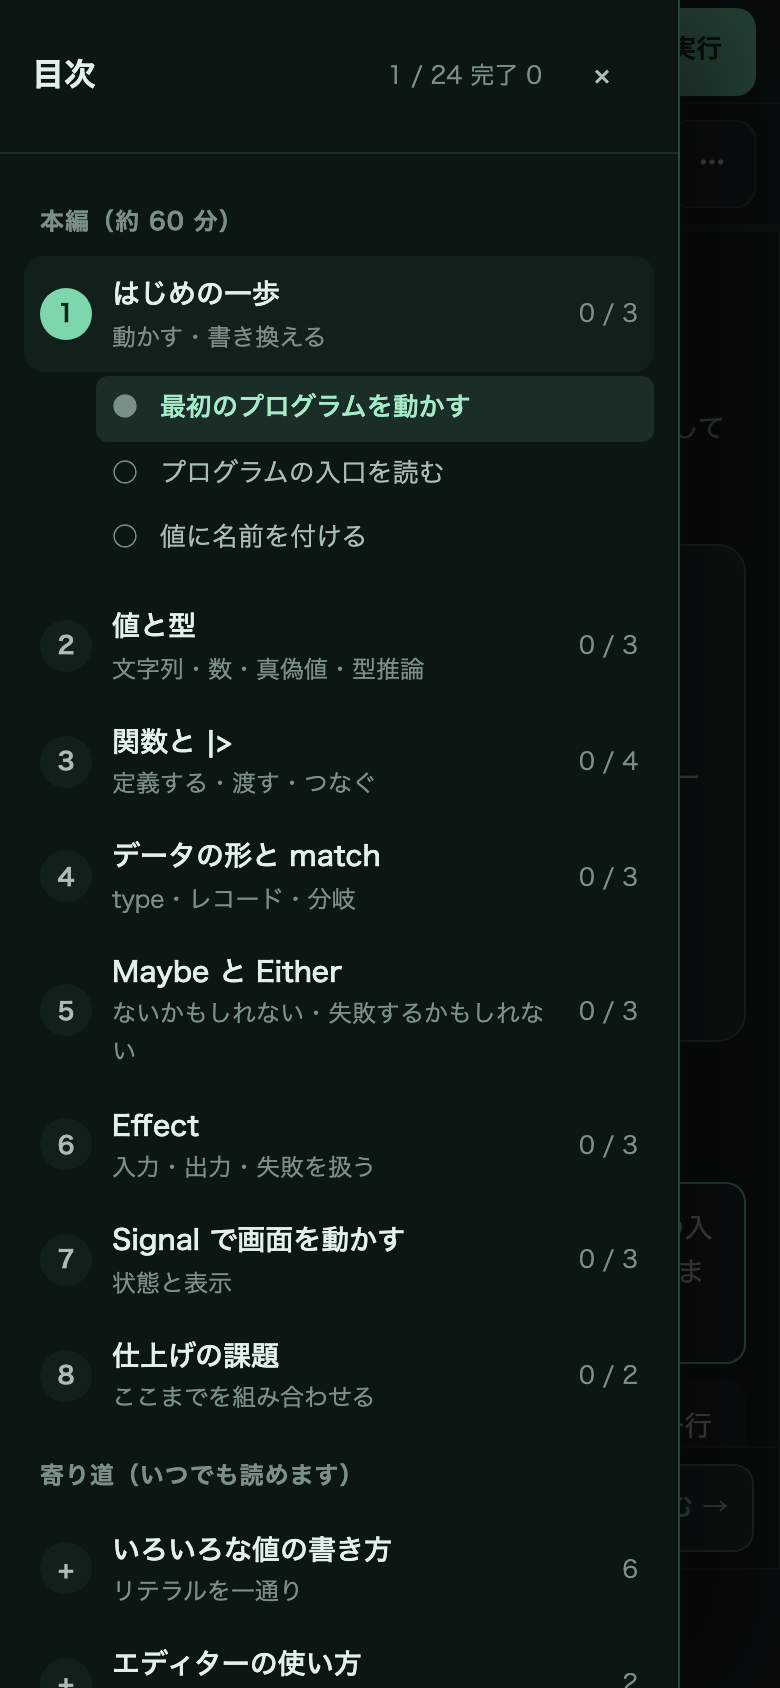 目次
1 / 24 完了 0
×
実行
…
本編（約 60 分）
1
はじめの一歩
動かす・書き換える
0 / 3
最初のプログラムを動かす
プログラムの入口を読む
値に名前を付ける
2
値と型
文字列・数・真偽値・型推論
0 / 3
3
関数と |>
定義する・渡す・つなぐ
0 / 4
4
データの形と match
type・レコード・分岐
0 / 3
5
Maybe と Either
ないかもしれない・失敗するかもしれな
い
0 / 3
6
Effect
入力・出力・失敗を扱う
0 / 3
7
Signal で画面を動かす
状態と表示
0 / 3
8
仕上げの課題
ここまでを組み合わせる
0 / 2
寄り道（いつでも読めます）
+
いろいろな値の書き方
リテラルを一通り
6
+
エディターの使い方
2
して
入
ま
行
む →